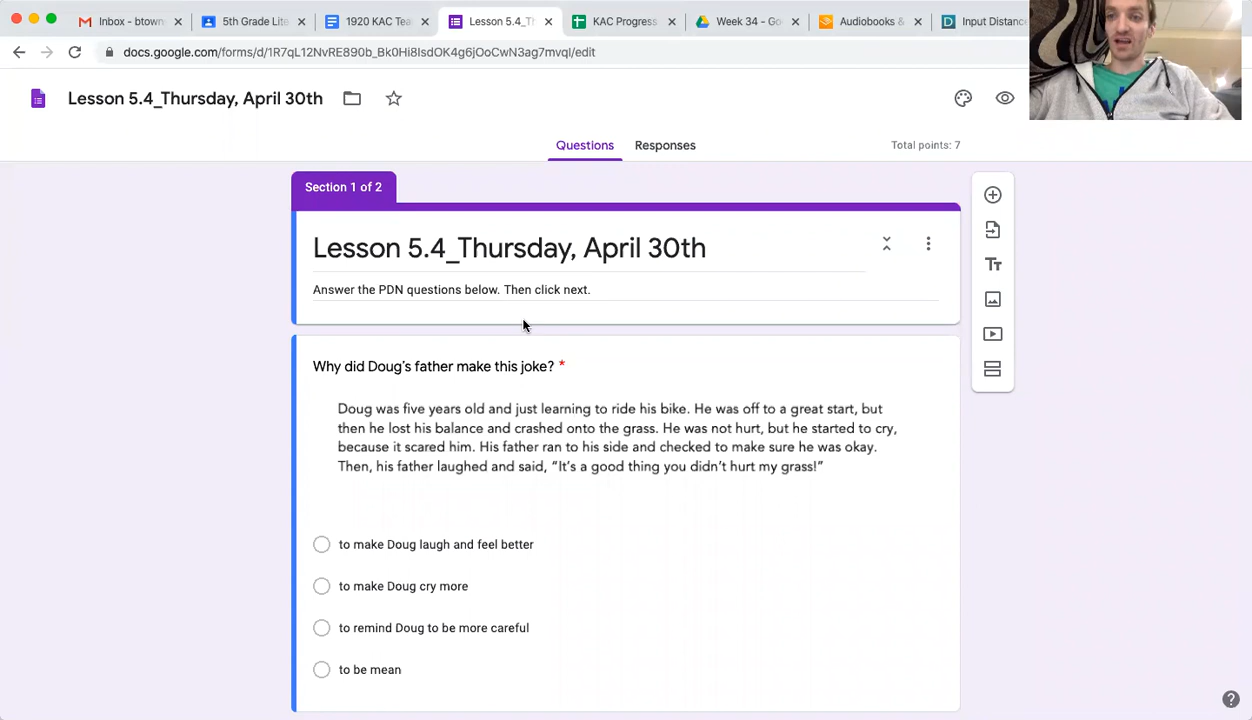 Inbox - btown
5th Grade Lite
1920 KAC Tea
Lesson 5.4_Th
KAC Progress
Week 34 - Go
Audiobooks &
Input Distanc
docs.google.com/forms/d/1R7qL12NvRE890b_Bk0Hi8IsdOK4g6jOoCwN3ag7mvqI/edit
Lesson 5.4_Thursday, April 30th
Questions
Responses
Total points: 7
Section 1 of 2
Lesson 5.4_Thursday, April 30th
Answer the PDN questions below. Then click next.
Why did Doug's father make this joke? *
Doug was five years old and just learning to ride his bike. He was off to a great start, but
then he lost his balance and crashed onto the grass. He was not hurt, but he started to cry,
because it scared him. His father ran to his side and checked to make sure he was okay.
Then, his father laughed and said, “It’s a good thing you didn’t hurt my grass!”
to make Doug laugh and feel better
to make Doug cry more
to remind Doug to be more careful
to be mean